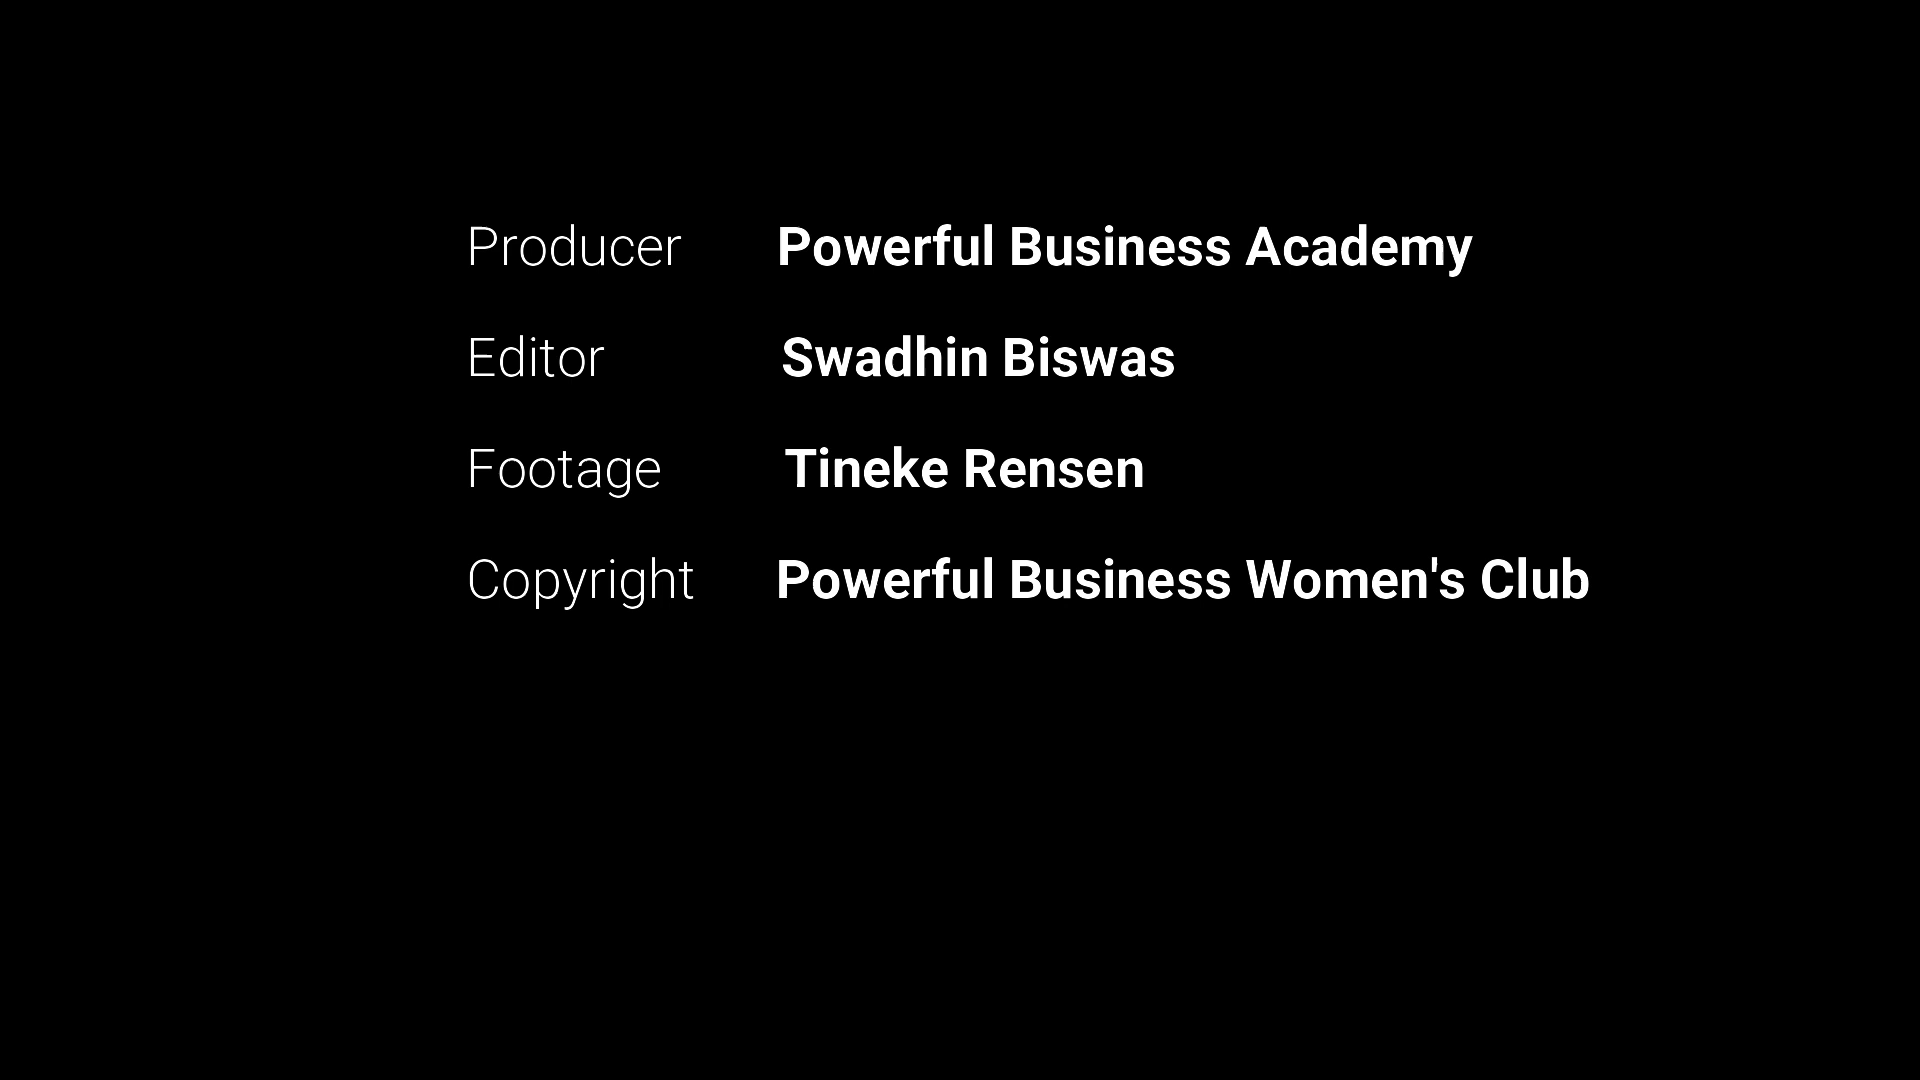 Producer Powerful Business Academy
Editor Swadhin Biswas
Footage Tineke Rensen
Copyright Powerful Business Women's Club